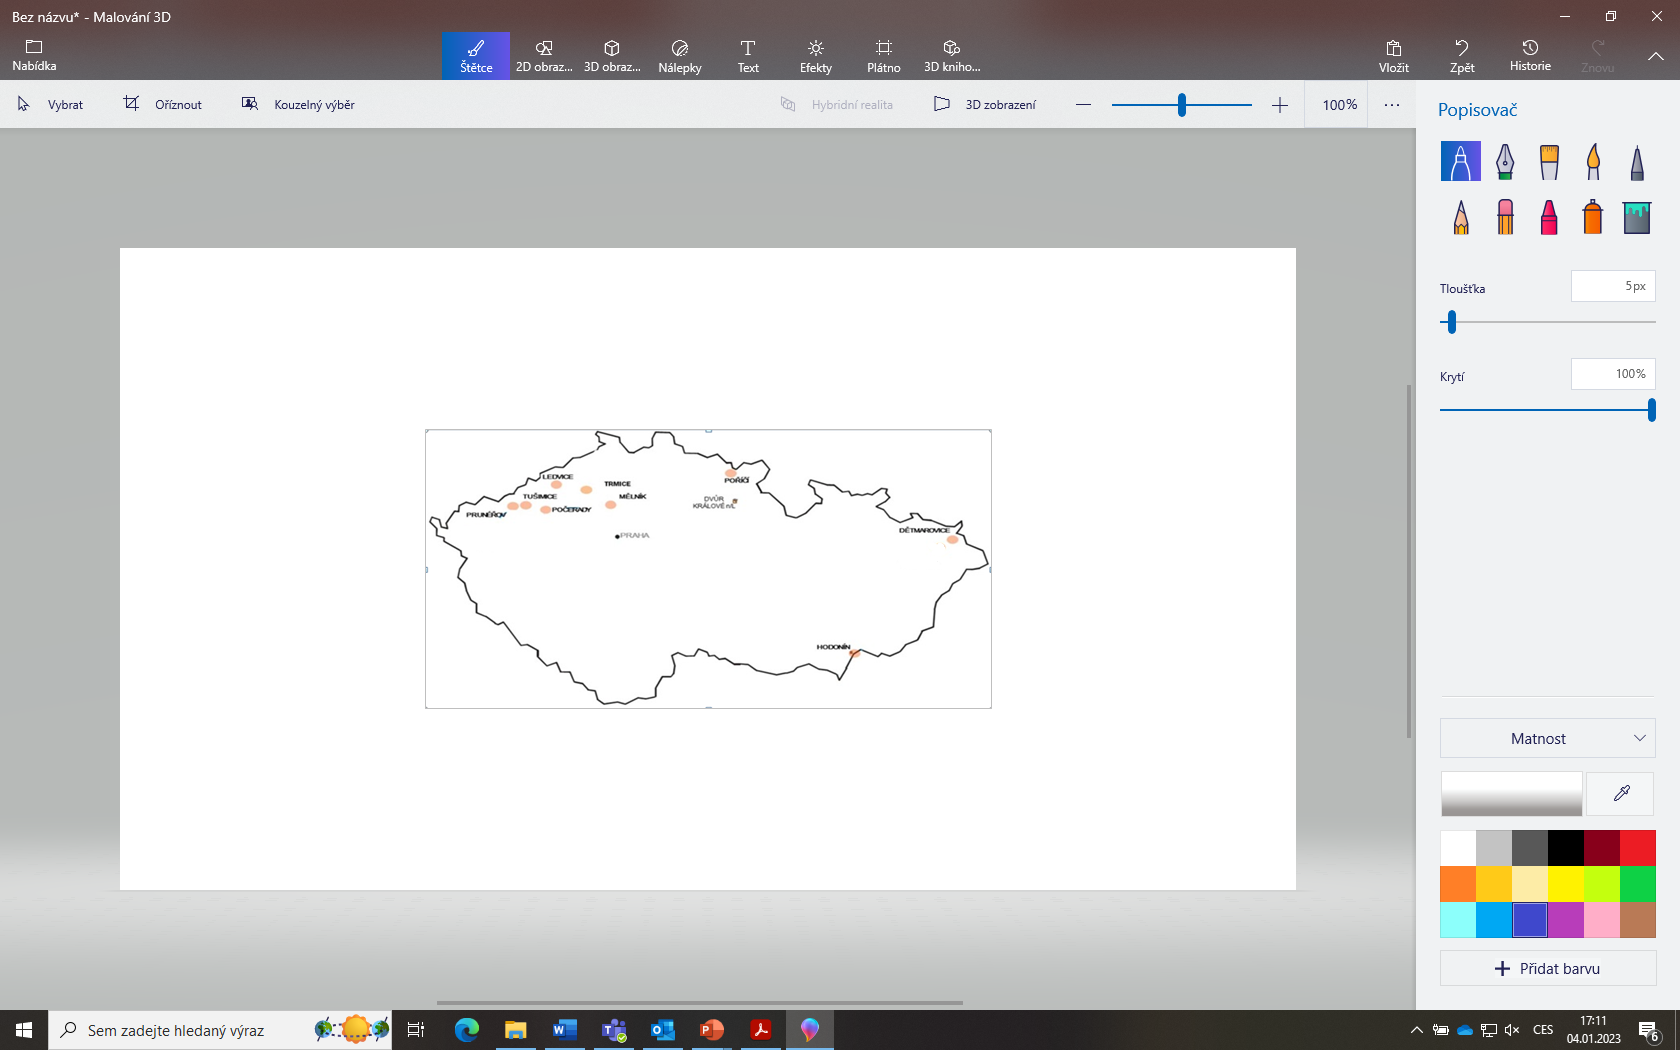 Bez názvu* - Malování 3D
Nabídka
Štětce
2D obraz...
3D obraz...
Nálepky
Text
Efekty
Plátno
3D kniho...
Vložit
Zpět
Historie
Znovu
Vybrat
Oříznout
Kouzelný výběr
Hybridní realita
3D zobrazení
100%
Popisovač
Tloušťka
5px
Krytí
100%
LEDVICE
TRMICE
TUŠIMICE
MĚLNÍK
PRUNÉŘOV
POČERADY
PRAHA
POŘÍČÍ
DVŮR
KRÁLOVÉ n/L
DĚTMAROVICE
HODONÍN
Matnost
Přidat barvu
Sem zadejte hledaný výraz
CES
17:11
04.01.2023
6